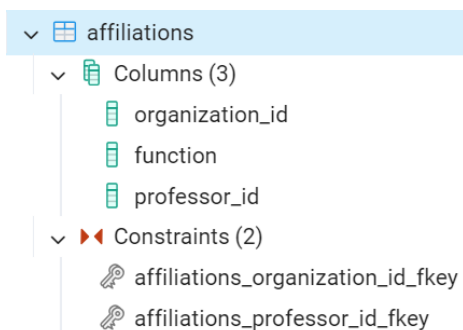 affiliations
Columns (3)
organization_id
function
professor_id
Constraints (2)
affiliations_organization_id_fkey
affiliations_professor_id_fkey